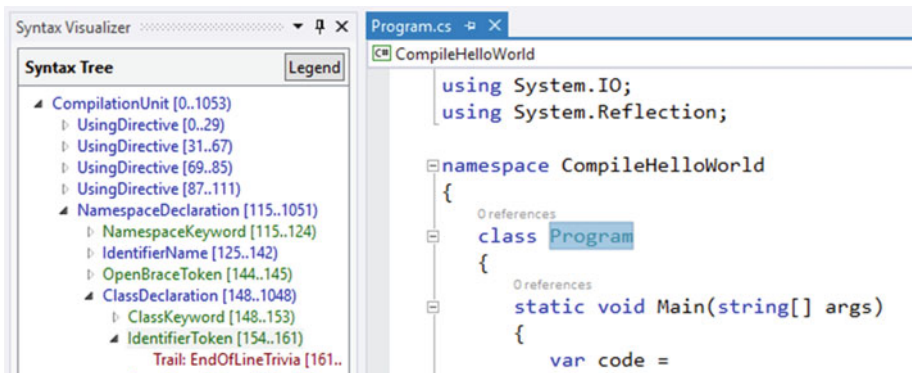 Syntax Visualizer
Syntax Tree
Legend
CompilationUnit [0..1053)
UsingDirective [0..29)
UsingDirective [31..67)
UsingDirective [69..85)
UsingDirective [87..111)
NamespaceDeclaration [115..1051)
NamespaceKeyword [115..124)
IdentifierName [125..142)
OpenBraceToken [144..145)
ClassDeclaration [148..1048)
ClassKeyword [148..153)
IdentifierToken [154..161)
Trail: EndOfLineTrivia [161..
Program.cs
C# CompileHelloWorld
using System.IO;
using System.Reflection;
namespace CompileHelloWorld
{
0 references
class Program
{
0 references
static void Main(string[] args)
{
var code =